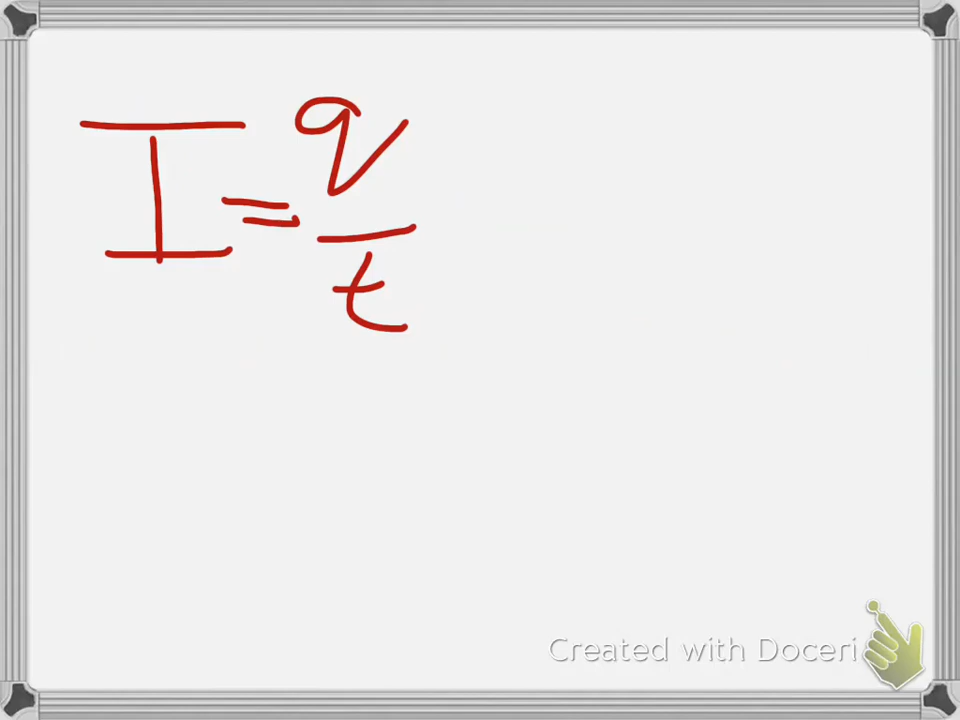 I = q/t
Created with Doceri